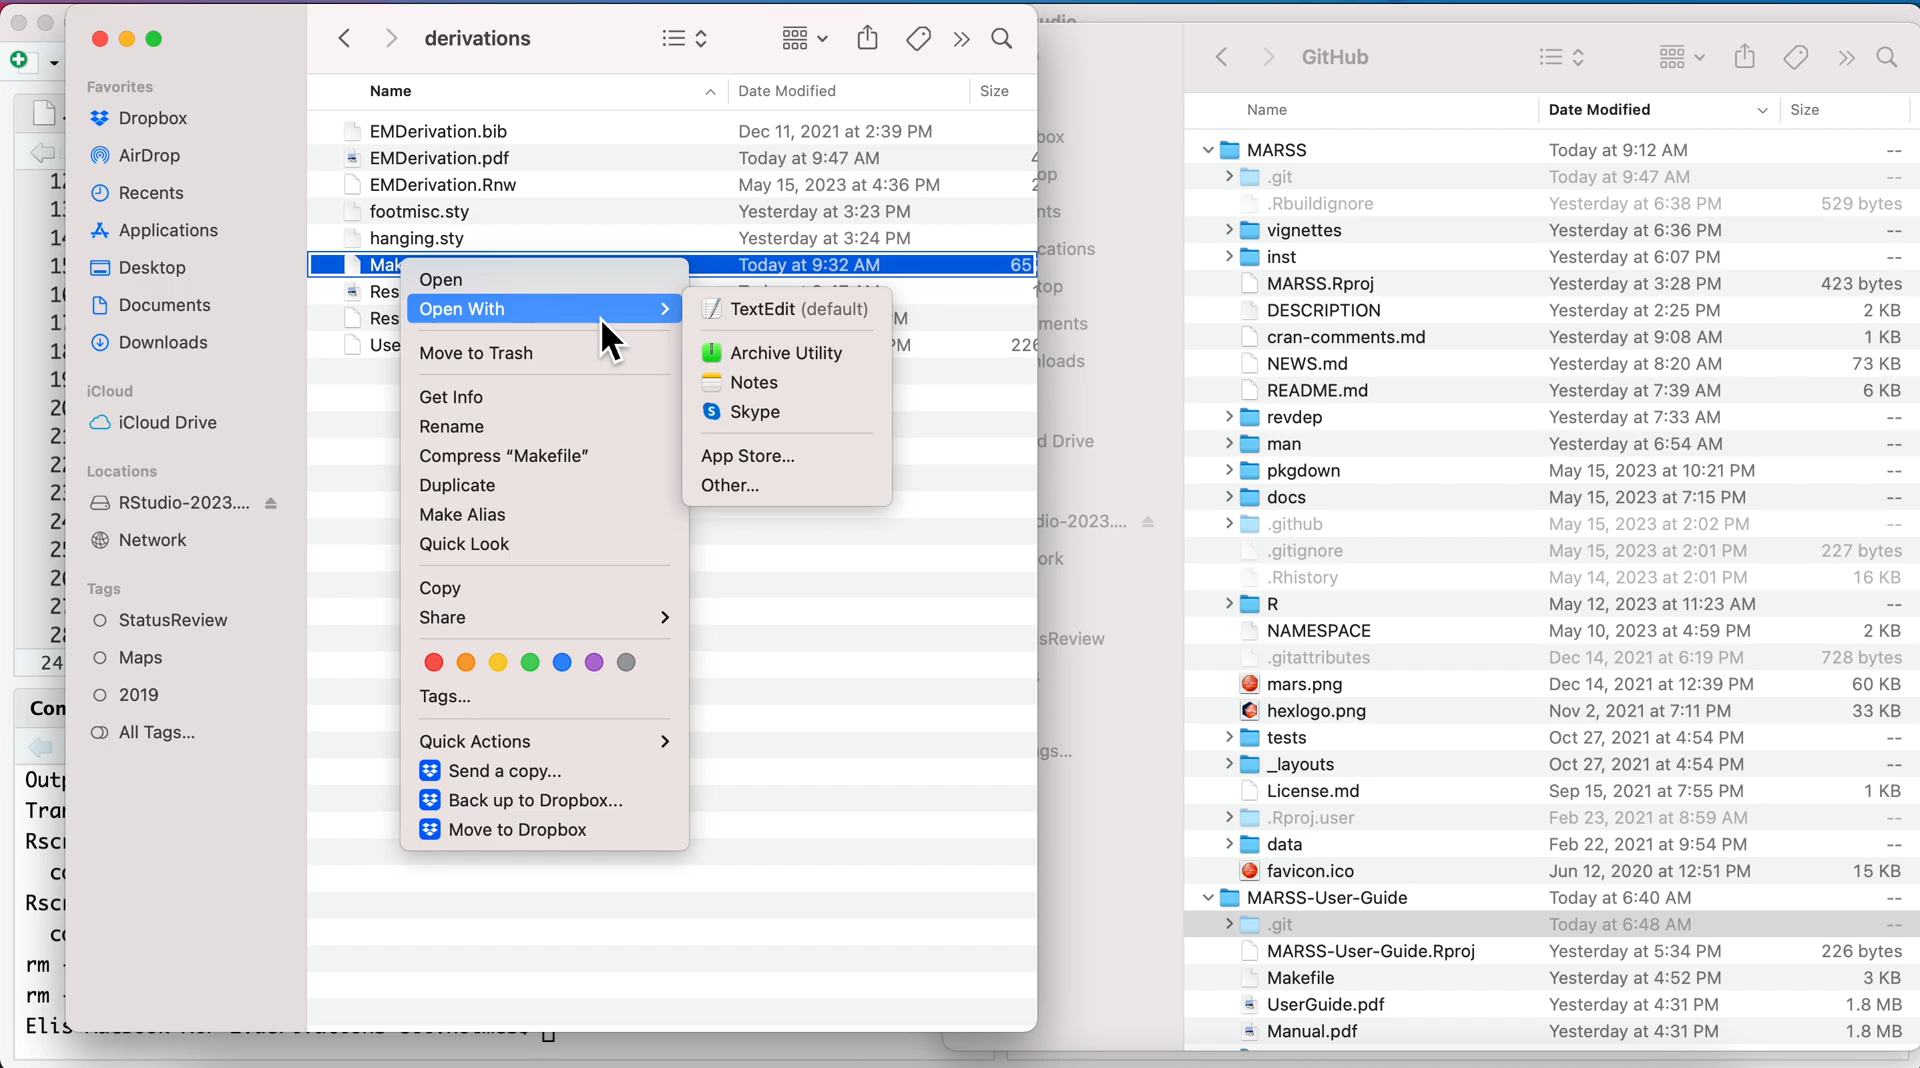 derivations
Favorites
Dropbox
AirDrop
Recents
Applications
Desktop
Documents
Downloads
iCloud
iCloud Drive
Locations
RStudio-2023....
Network
Tags
StatusReview
Maps
2019
All Tags...
Name Date Modified Size
EMDerivation.bib Dec 11, 2021 at 2:39 PM
EMDerivation.pdf Today at 9:47 AM
EMDerivation.Rnw May 15, 2023 at 4:36 PM
footmisc.sty Yesterday at 3:23 PM
hanging.sty Yesterday at 3:24 PM
Mak Today at 9:32 AM 65
Res
Res
Use 226
Open
Open With
Move to Trash
Get Info
Rename
Compress “Makefile”
Duplicate
Make Alias
Quick Look
Copy
Share
Tags...
Quick Actions
Send a copy...
Back up to Dropbox...
Move to Dropbox
TextEdit (default)
Archive Utility
Notes
Skype
App Store...
Other...
GitHub
Name Date Modified Size
MARSS Today at 9:12 AM --
.git Today at 9:47 AM --
.Rbuildignore Yesterday at 6:38 PM 529 bytes
vignettes Yesterday at 6:36 PM --
inst Yesterday at 6:07 PM --
MARSS.Rproj Yesterday at 3:28 PM 423 bytes
DESCRIPTION Yesterday at 2:25 PM 2 KB
cran-comments.md Yesterday at 9:08 AM 1 KB
NEWS.md Yesterday at 8:20 AM 73 KB
README.md Yesterday at 7:39 AM 6 KB
revdep Yesterday at 7:33 AM --
man Yesterday at 6:54 AM --
pkgdown May 15, 2023 at 10:21 PM --
docs May 15, 2023 at 7:15 PM --
.github May 15, 2023 at 2:02 PM --
.gitignore May 15, 2023 at 2:01 PM 227 bytes
.Rhistory May 14, 2023 at 2:01 PM 16 KB
R May 12, 2023 at 11:23 AM --
NAMESPACE May 10, 2023 at 4:59 PM 2 KB
.gitattributes Dec 14, 2021 at 6:19 PM 728 bytes
mars.png Dec 14, 2021 at 12:39 PM 60 KB
hexlogo.png Nov 2, 2021 at 7:11 PM 33 KB
tests Oct 27, 2021 at 4:54 PM --
_layouts Oct 27, 2021 at 4:54 PM --
License.md Sep 15, 2021 at 7:55 PM 1 KB
.Rproj.user Feb 23, 2021 at 8:59 AM --
data Feb 22, 2021 at 9:54 PM --
favicon.ico Jun 12, 2020 at 12:51 PM 15 KB
MARSS-User-Guide Today at 6:40 AM --
.git Today at 6:48 AM --
MARSS-User-Guide.Rproj Yesterday at 5:34 PM 226 bytes
Makefile Yesterday at 4:52 PM 3 KB
UserGuide.pdf Yesterday at 4:31 PM 1.8 MB
Manual.pdf Yesterday at 4:31 PM 1.8 MB
24
Con
Outp
Tran
Rscr
co
Rscr
co
rm -
rm -
Elis